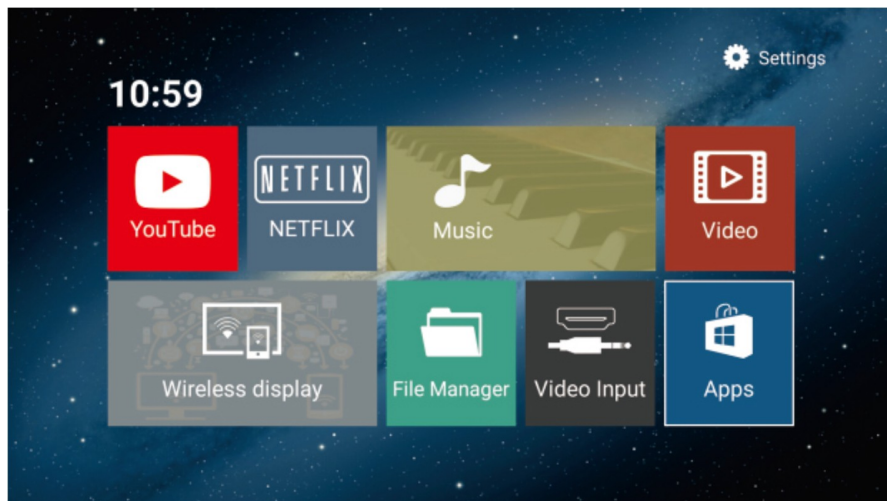 Settings
10:59
NETFLIX
YouTube
NETFLIX
Music
Video
Wireless display
File Manager
Video Input
Apps